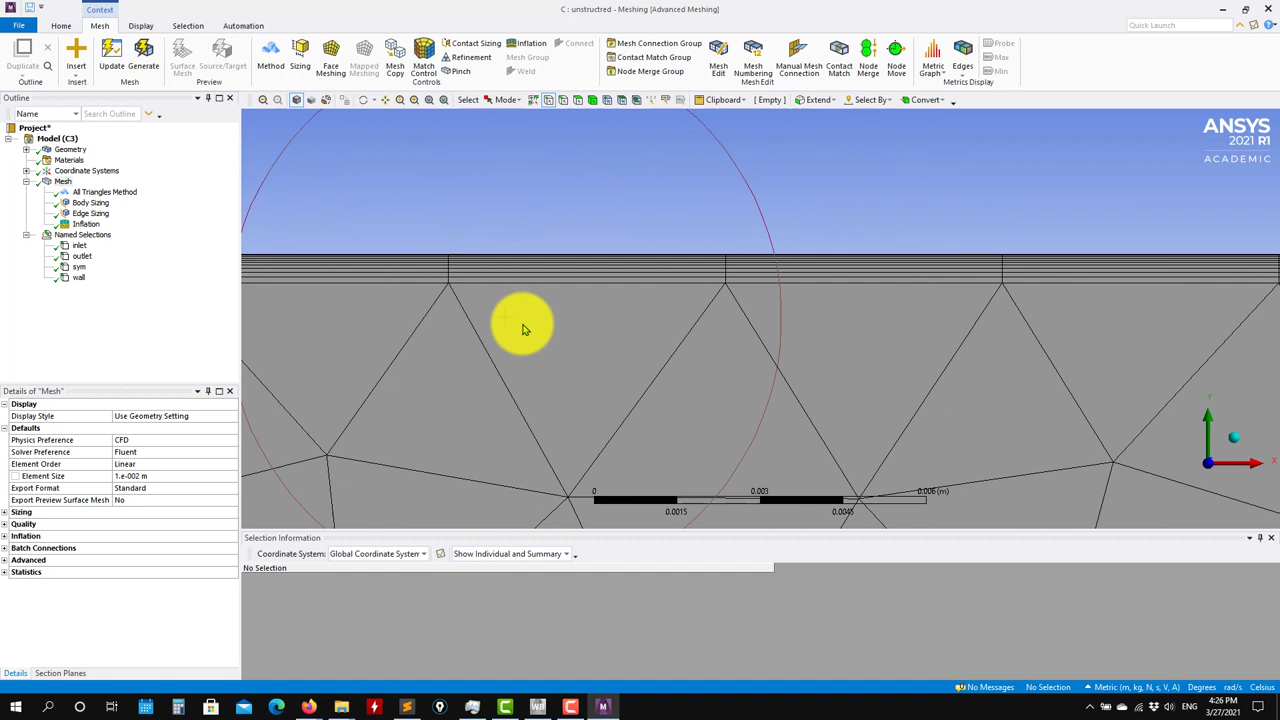 Context
C : unstructred - Meshing (Advanced Meshing)
File Home Mesh Display Selection Automation
Quick Launch
Duplicate
Outline
Insert
Insert
Update Generate
Mesh
Surface Mesh
Source/Target
Preview
Method Sizing
Face Meshing
Mapped Meshing
Mesh Copy
Match Control
Contact Sizing
Refinement
Pinch
Inflation
Mesh Group
Weld
Connect
Controls
Mesh Connection Group
Contact Match Group
Node Merge Group
Mesh Edit
Mesh Numbering
Manual Mesh Connection
Contact Match
Node Merge
Node Move
Mesh Edit
Metric Graph
Edges
Probe
Max
Min
Metrics Display
Outline
Name
Search Outline
Select Mode
Clipboard [ Empty ] Extend Select By Convert
Project*
Model (C3)
Geometry
Materials
Coordinate Systems
Mesh
All Triangles Method
Body Sizing
Edge Sizing
Inflation
Named Selections
inlet
outlet
sym
wall
ANSYS
2021 R1
ACADEMIC
Y
X
0 0.003 0.006 (m)
0.0015 0.0045
Details of "Mesh"
Display
Display Style Use Geometry Setting
Defaults
Physics Preference CFD
Solver Preference Fluent
Element Order Linear
Element Size 1.e-002 m
Export Format Standard
Export Preview Surface Mesh No
Sizing
Quality
Inflation
Batch Connections
Advanced
Statistics
Selection Information
Coordinate System: Global Coordinate System Show Individual and Summary
No Selection
Details Section Planes
No Messages No Selection Metric (m, kg, N, s, V, A) Degrees rad/s Celsius
WB
M
ENG
4:26 PM
3/27/2021